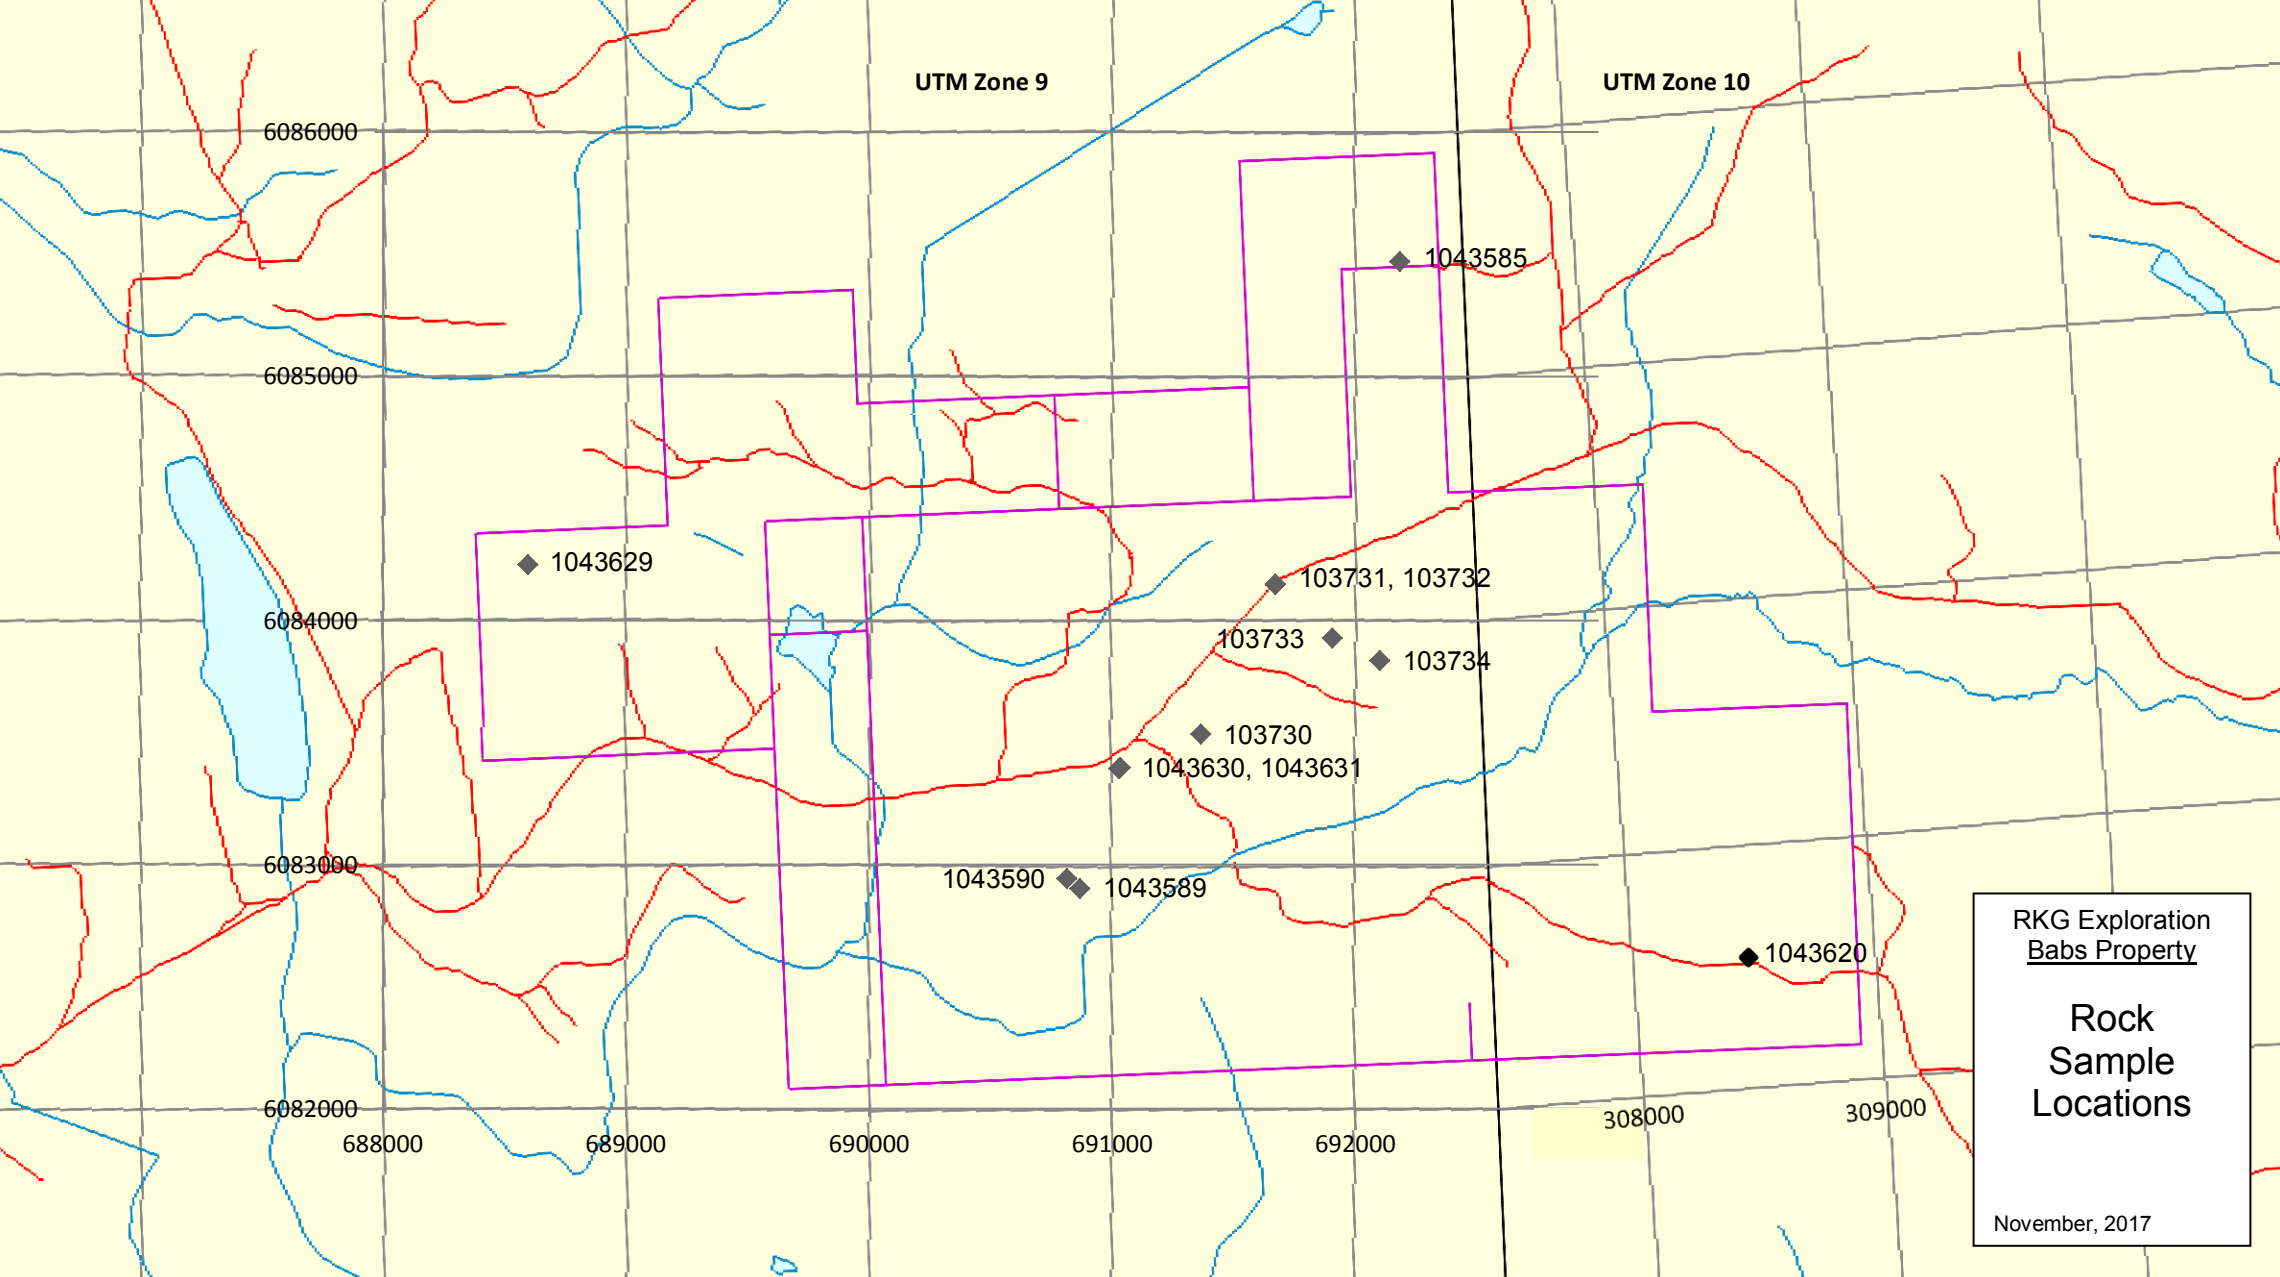 UTM Zone 9
UTM Zone 10
6086000
1043585
6085000
1043629
103731, 103732
6084000
103733
103734
103730
1043630, 1043631
6083000
1043590
1043589
1043620
6082000
688000
689000
690000
691000
692000
308000
309000
RKG Exploration
Babs Property
Rock
Sample
Locations
November, 2017